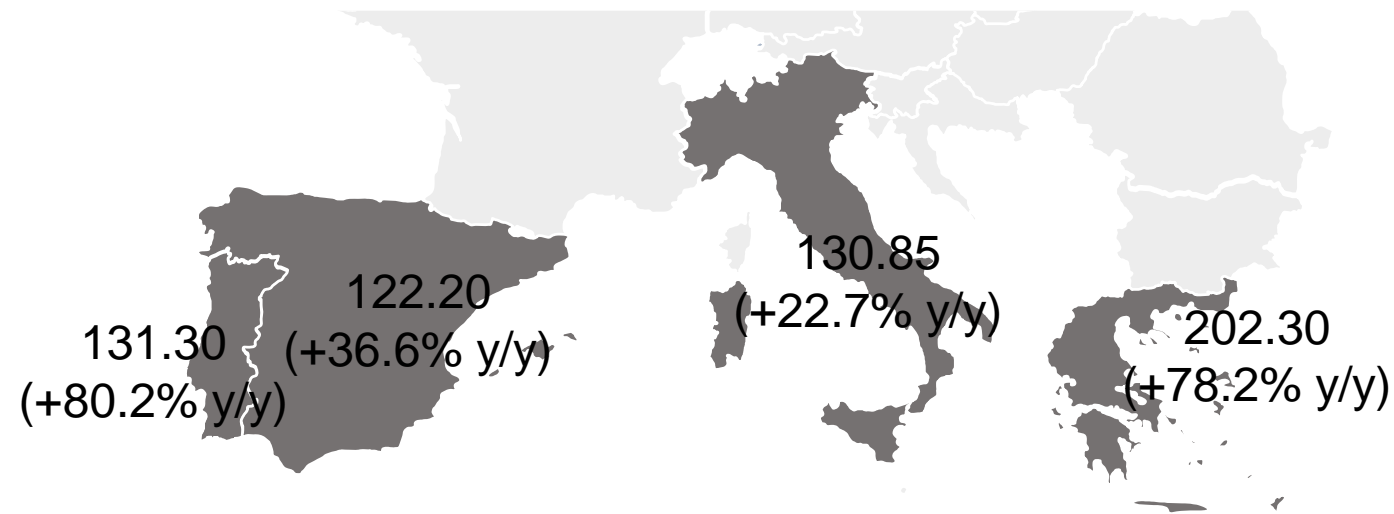 130.85
(+22.7% y/y)
122.20
(+36.6% y/y)
202.30
(+78.2% y/y)
131.30
(+80.2% y/y)